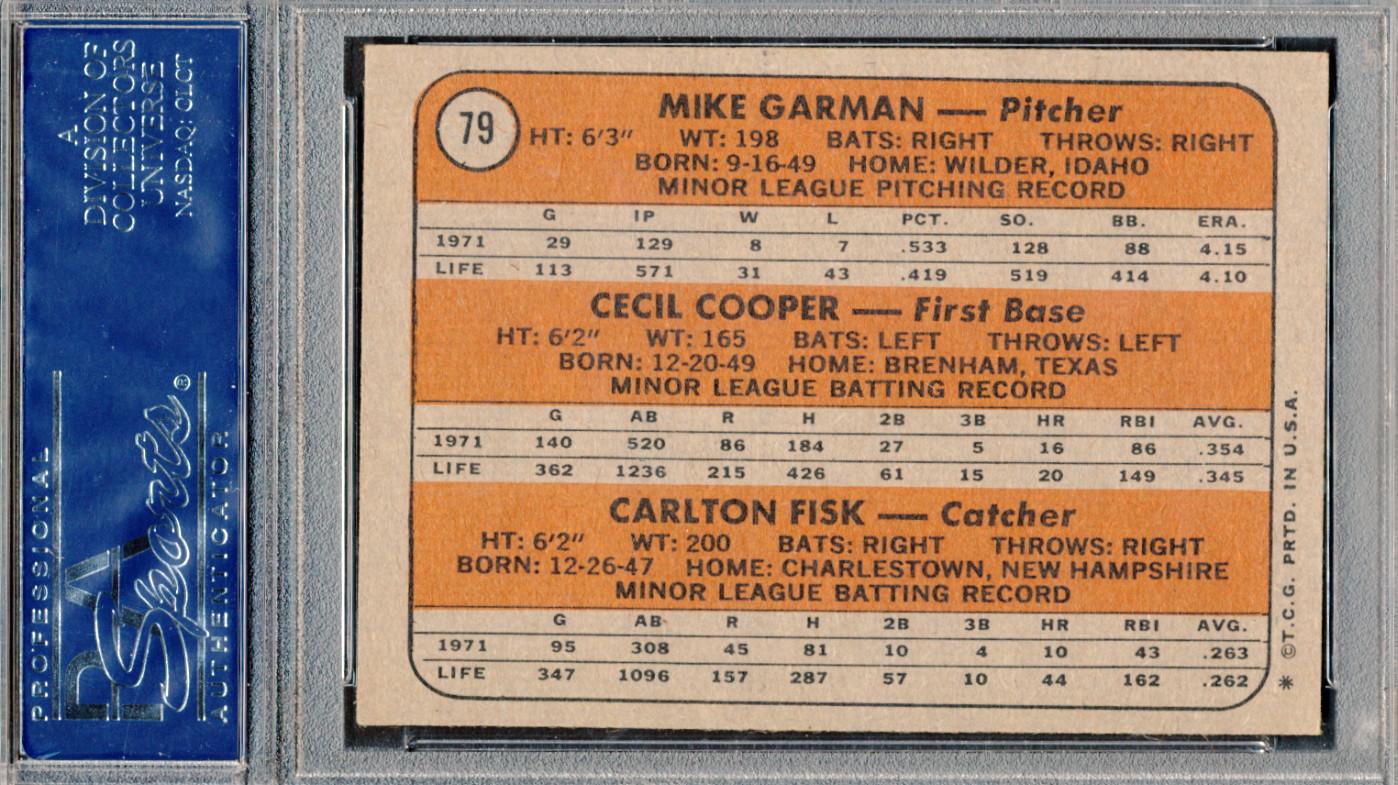 A
DIVISION OF
COLLECTORS
UNIVERSE
NASDAQ: CLCT
PROFESSIONAL
PSA
Sports®
AUTHENTICATOR
79
MIKE GARMAN — Pitcher
HT: 6'3" WT: 198 BATS: RIGHT THROWS: RIGHT
BORN: 9-16-49 HOME: WILDER, IDAHO
MINOR LEAGUE PITCHING RECORD
G IP W L PCT. SO. BB. ERA.
1971 29 129 8 7 .533 128 88 4.15
LIFE 113 571 31 43 .419 519 414 4.10
CECIL COOPER — First Base
HT: 6'2" WT: 165 BATS: LEFT THROWS: LEFT
BORN: 12-20-49 HOME: BRENHAM, TEXAS
MINOR LEAGUE BATTING RECORD
G AB R H 2B 3B HR RBI AVG.
1971 140 520 86 184 27 5 16 86 .354
LIFE 362 1236 215 426 61 15 20 149 .345
CARLTON FISK — Catcher
HT: 6'2" WT: 200 BATS: RIGHT THROWS: RIGHT
BORN: 12-26-47 HOME: CHARLESTOWN, NEW HAMPSHIRE
MINOR LEAGUE BATTING RECORD
G AB R H 2B 3B HR RBI AVG.
1971 95 308 45 81 10 4 10 43 .263
LIFE 347 1096 157 287 57 10 44 162 .262
* ©T.C.G. PRTD. IN U.S.A.